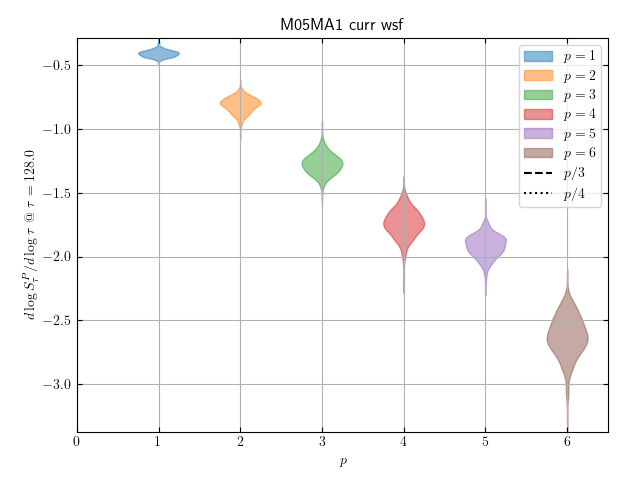 M05MA1 curr wsf
d log S_τ^P / d log τ @ τ = 128.0
−0.5
−1.0
−1.5
−2.0
−2.5
−3.0
0 1 2 3 4 5 6
p
p = 1
p = 2
p = 3
p = 4
p = 5
p = 6
p/3
p/4